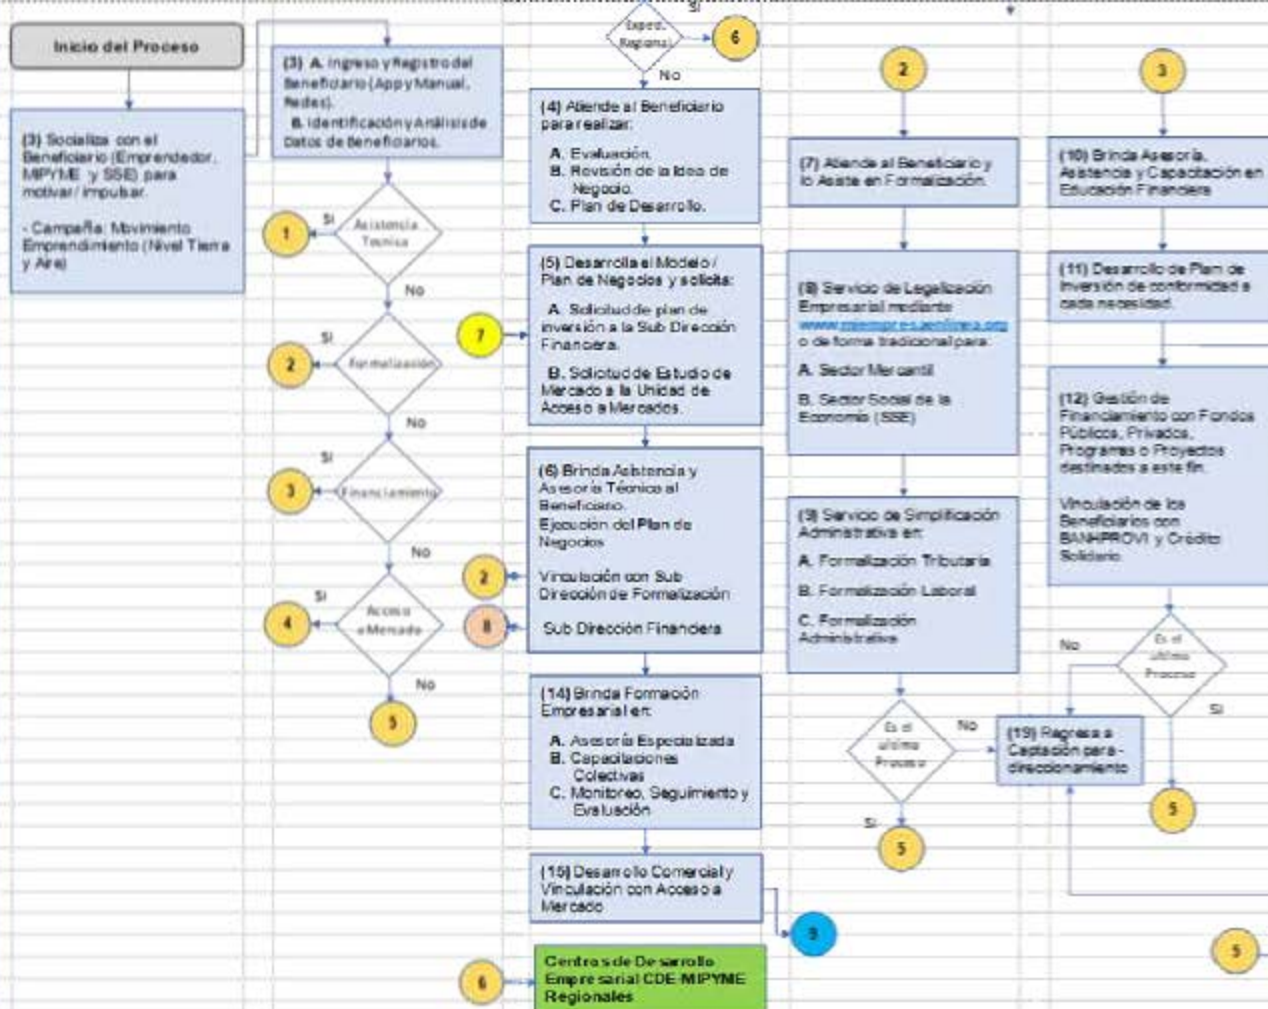 Inicio del Proceso
(3) Socializa con el
Beneficiario (Emprendedor,
MIPYME y SSE) para
motivar / impulsar.
- Campaña: Movimiento
Emprendimiento (Nivel Tierra
y Aire)
(3) A. Ingreso y Registro del
Beneficiario (App y Manual,
Redes).
B. Identificación y Análisis de
Datos de Beneficiarios.
Asistencia
Tecnica
Si
1
No
Formalización
Si
2
No
Financiamiento
Si
3
No
Acceso
a Mercado
Si
4
No
5
Si
Exped.
Regional
6
No
(4) Atiende al Beneficiario
para realizar:
A. Evaluación.
B. Revisión de la Idea de
Negocio.
C. Plan de Desarrollo.
7
(5) Desarrolla el Modelo /
Plan de Negocios y solicita:
A. Solicitud de plan de
inversión a la Sub Dirección
Financiera.
B. Solicitud de Estudio de
Mercado a la Unidad de
Acceso a Mercados.
(6) Brinda Asistencia y
Asesoría Técnica al
Beneficiario.
Ejecución del Plan de
Negocios
Vinculación con Sub
Dirección de Formalización
Sub Dirección Financiera
2
8
(14) Brinda Formación
Empresarial en:
A. Asesoría Especializada
B. Capacitaciones
Colectivas
C. Monitoreo, Seguimiento y
Evaluación
(15) Desarrollo Comercial y
Vinculación con Acceso a
Mercado
9
6
Centros de Desarrollo
Empresarial CDE MIPYME
Regionales
2
(7) Atiende al Beneficiario y
lo Asiste en Formalización.
(8) Servicio de Legalización
Empresarial mediante
www.miempresaenlinea.org
o de forma tradicional para:
A. Sector Mercantil
B. Sector Social de la
Economía (SSE)
(9) Servicio de Simplificación
Administrativa en:
A. Formalización Tributaria
B. Formalización Laboral
C. Formalización
Administrativa
Es el
ultimo
Proceso
No
Si
5
(19) Regresa a
Captación para -
direccionamiento
3
(10) Brinda Asesoría,
Asistencia y Capacitación en
Educación Financiera
(11) Desarrollo de Plan de
Inversión de conformidad a
cada necesidad.
(12) Gestión de
Financiamiento con Fondos
Públicos, Privados,
Programas o Proyectos
destinados a este fin.
Vinculación de los
Beneficiarios con
BANHPROVI y Crédito
Solidario.
Es el
ultimo
Proceso
No
Si
5
5